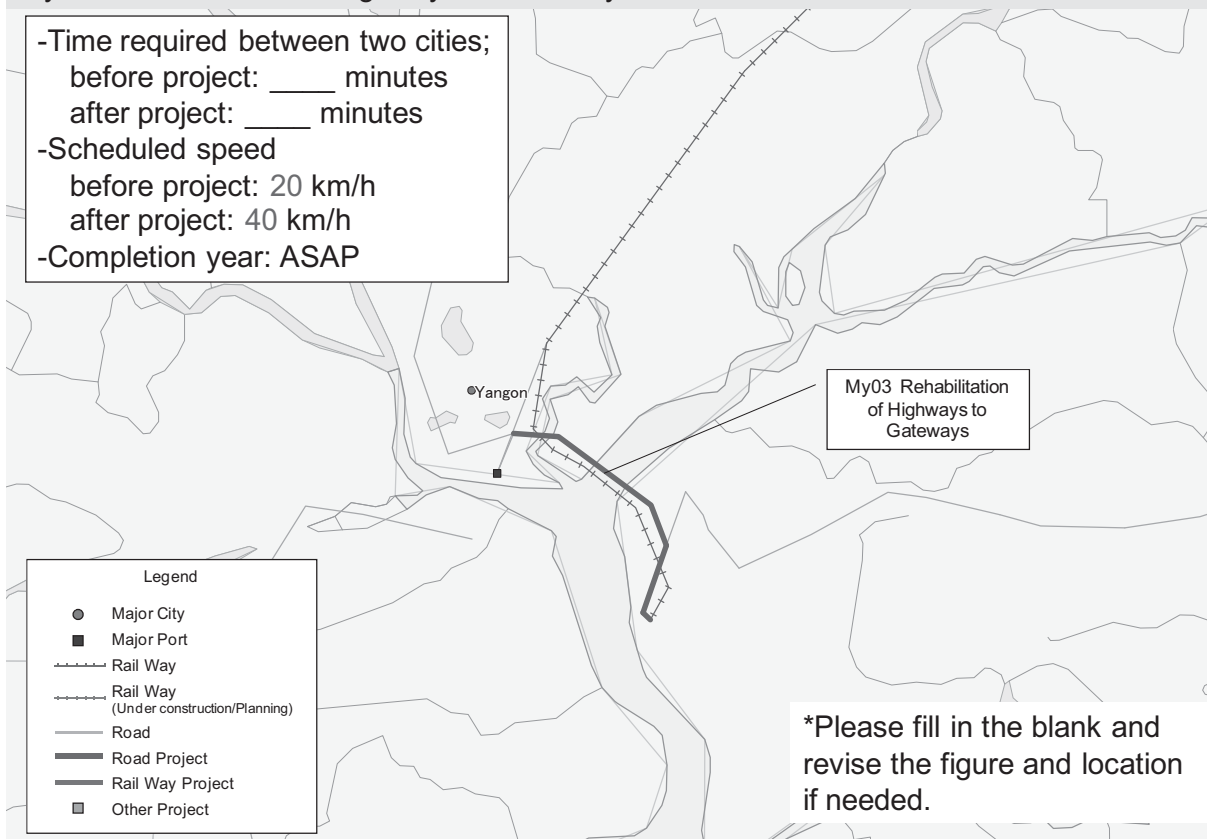 -Time required between two cities;
before project: ____ minutes
after project: ____ minutes
-Scheduled speed
before project: 20 km/h
after project: 40 km/h
-Completion year: ASAP
Yangon
My03 Rehabilitation
of Highways to
Gateways
Legend
Major City
Major Port
Rail Way
Rail Way
(Under construction/Planning)
Road
Road Project
Rail Way Project
Other Project
*Please fill in the blank and
revise the figure and location
if needed.